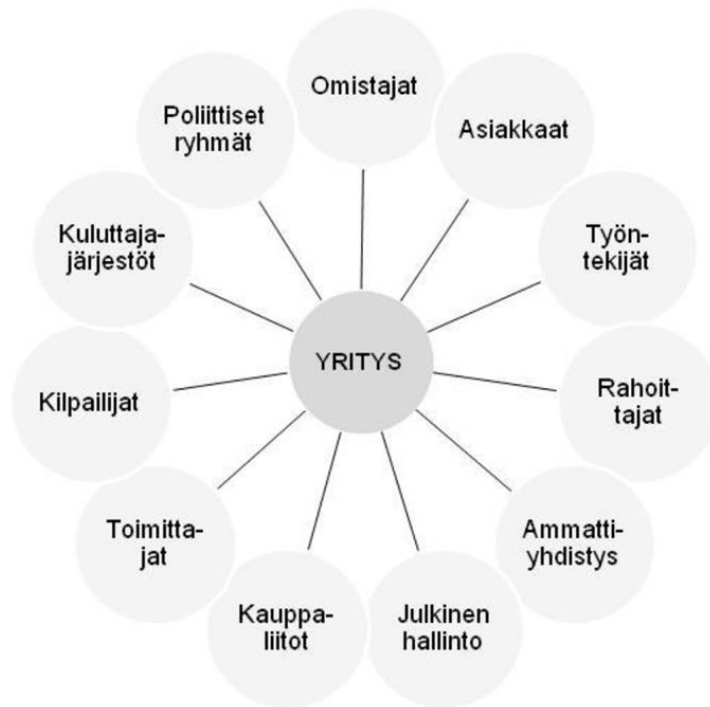 Omistajat
Asiakkaat
Työn-
tekijät
Rahoit-
tajat
Ammatti-
yhdistys
Julkinen
hallinto
Kauppa-
liitot
Toimitta-
jat
Kilpailijat
Kuluttaja-
järjestöt
Poliittiset
ryhmät
YRITYS